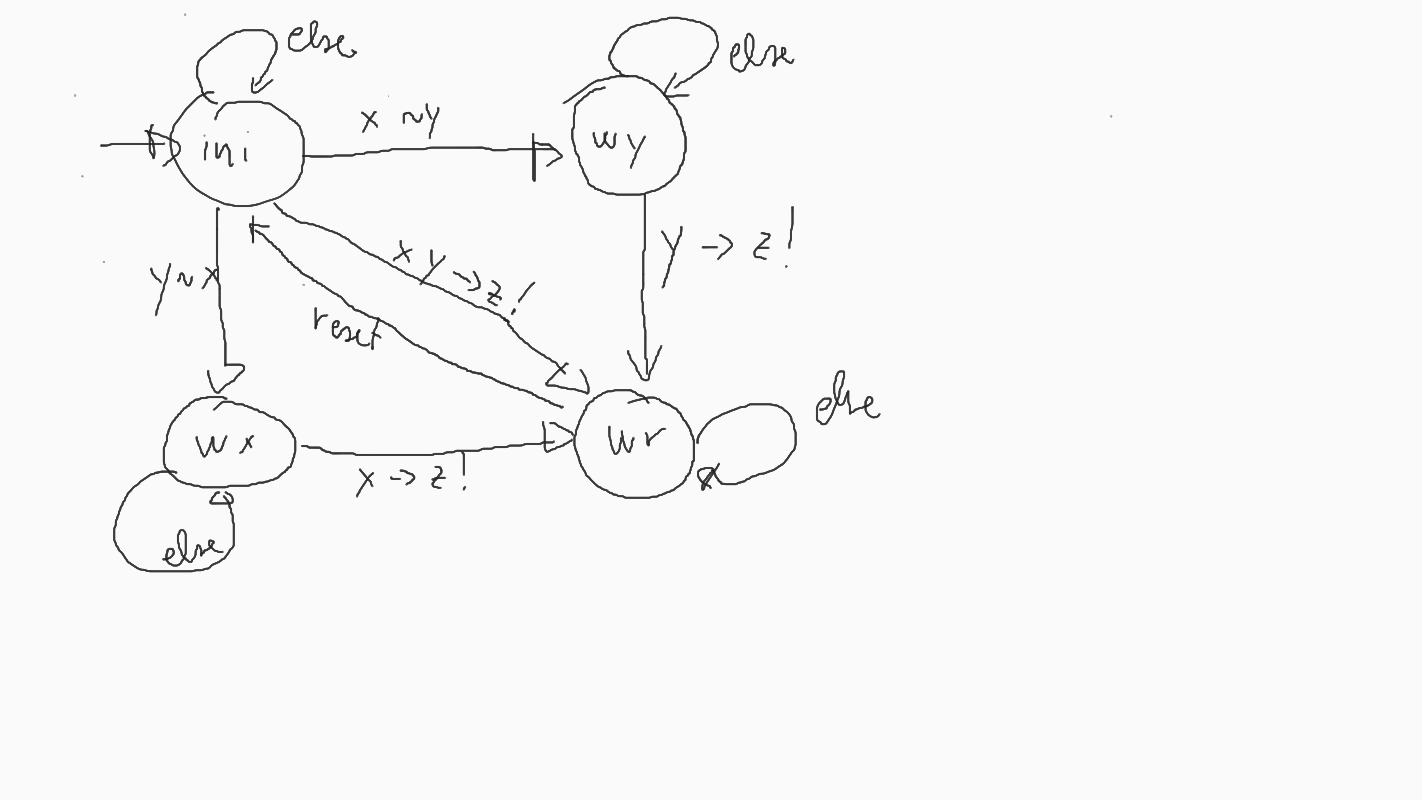 else
else
x ~y
ini
wy
y → z!
y~x
x y → z!
reset
else
wx
wr
x → z!
else